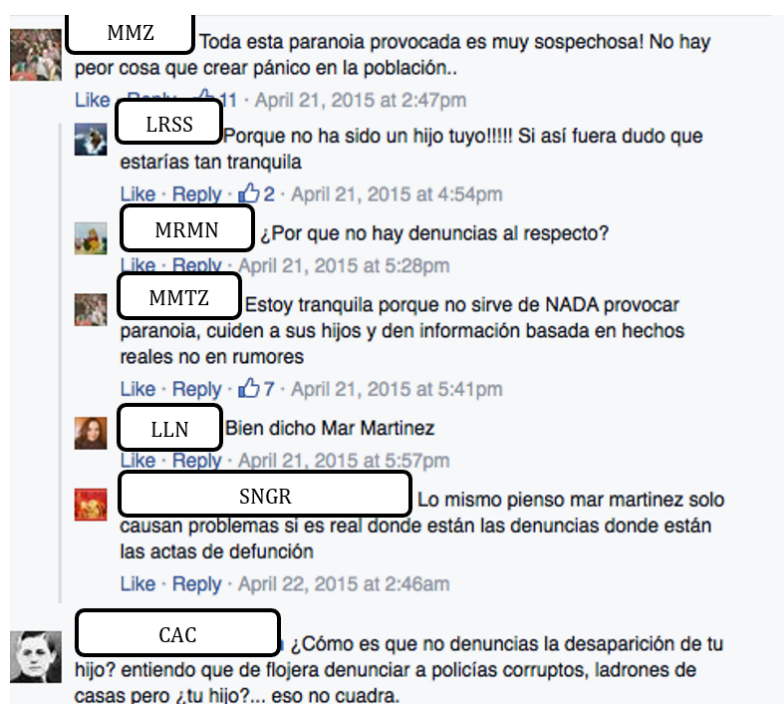 MMZ
Toda esta paranoia provocada es muy sospechosa! No hay
peor cosa que crear pánico en la población..
Like · Reply · 11 · April 21, 2015 at 2:47pm
LRSS
Porque no ha sido un hijo tuyo!!!!! Si así fuera dudo que
estarías tan tranquila
Like · Reply · 2 · April 21, 2015 at 4:54pm
MRMN
¿Por que no hay denuncias al respecto?
Like · Reply · April 21, 2015 at 5:28pm
MMTZ
Estoy tranquila porque no sirve de NADA provocar
paranoia, cuiden a sus hijos y den información basada en hechos
reales no en rumores
Like · Reply · 7 · April 21, 2015 at 5:41pm
LLN
Bien dicho Mar Martinez
Like · Reply · April 21, 2015 at 5:57pm
SNGR
Lo mismo pienso mar martinez solo
causan problemas si es real donde están las denuncias donde están
las actas de defunción
Like · Reply · April 22, 2015 at 2:46am
CAC
¿Cómo es que no denuncias la desaparición de tu
hijo? entiendo que de flojera denunciar a policías corruptos, ladrones de
casas pero ¿tu hijo?... eso no cuadra.